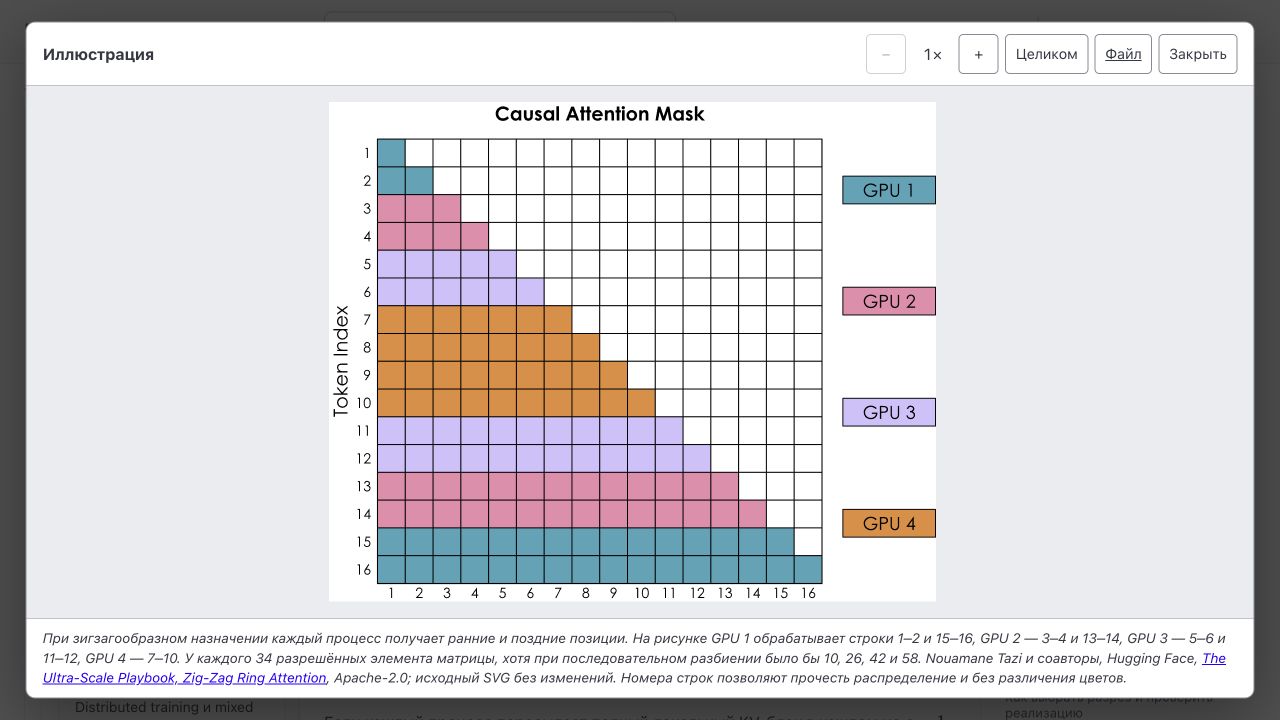 Иллюстрация
−
1×
+
Целиком
Файл
Закрыть
Causal Attention Mask
Token Index
1
2
3
4
5
6
7
8
9
10
11
12
13
14
15
16
1 2 3 4 5 6 7 8 9 10 11 12 13 14 15 16
GPU 1
GPU 2
GPU 3
GPU 4
При зигзагообразном назначении каждый процесс получает ранние и поздние позиции. На рисунке GPU 1 обрабатывает строки 1–2 и 15–16, GPU 2 — 3–4 и 13–14, GPU 3 — 5–6 и
11–12, GPU 4 — 7–10. У каждого 34 разрешённых элемента матрицы, хотя при последовательном разбиении было бы 10, 26, 42 и 58. Nouamane Tazi и соавторы, Hugging Face, The
Ultra-Scale Playbook, Zig-Zag Ring Attention, Apache-2.0; исходный SVG без изменений. Номера строк позволяют прочесть распределение и без различения цветов.
Distributed training и mixed
реализацию